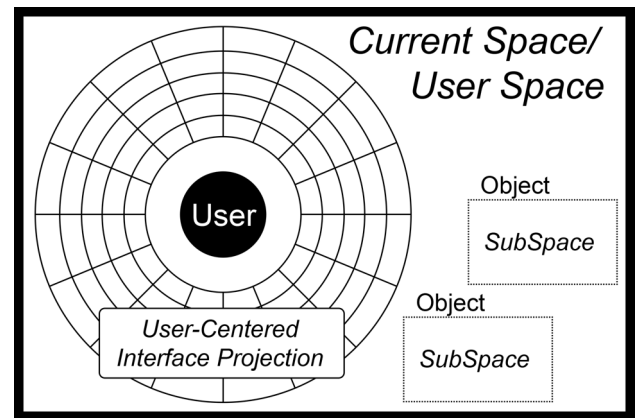 Current Space/
User Space
User
Object
SubSpace
Object
SubSpace
User-Centered
Interface Projection